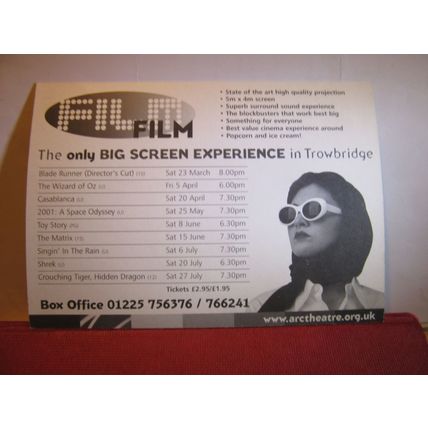 FILM
FILM
• State of the art high quality projection
• 5m x 4m screen
• Superb surround sound experience
• The blockbusters that work best big
• Something for everyone
• Best value cinema experience around
• Popcorn and ice cream!
The only BIG SCREEN EXPERIENCE in Trowbridge
Blade Runner (Director's Cut) (15) Sat 23 March 8.00pm
The Wizard of Oz (U) Fri 5 April 6.00pm
Casablanca (U) Sat 20 April 7.30pm
2001: A Space Odyssey (U) Sat 25 May 7.30pm
Toy Story (PG) Sat 8 June 6.30pm
The Matrix (15) Sat 15 June 7.30pm
Singin' In The Rain (U) Sat 6 July 7.30pm
Shrek (U) Sat 20 July 6.30pm
Crouching Tiger, Hidden Dragon (12) Sat 27 July 7.30pm
Tickets £2.95/£1.95
Box Office 01225 756376 / 766241
www.arctheatre.org.uk